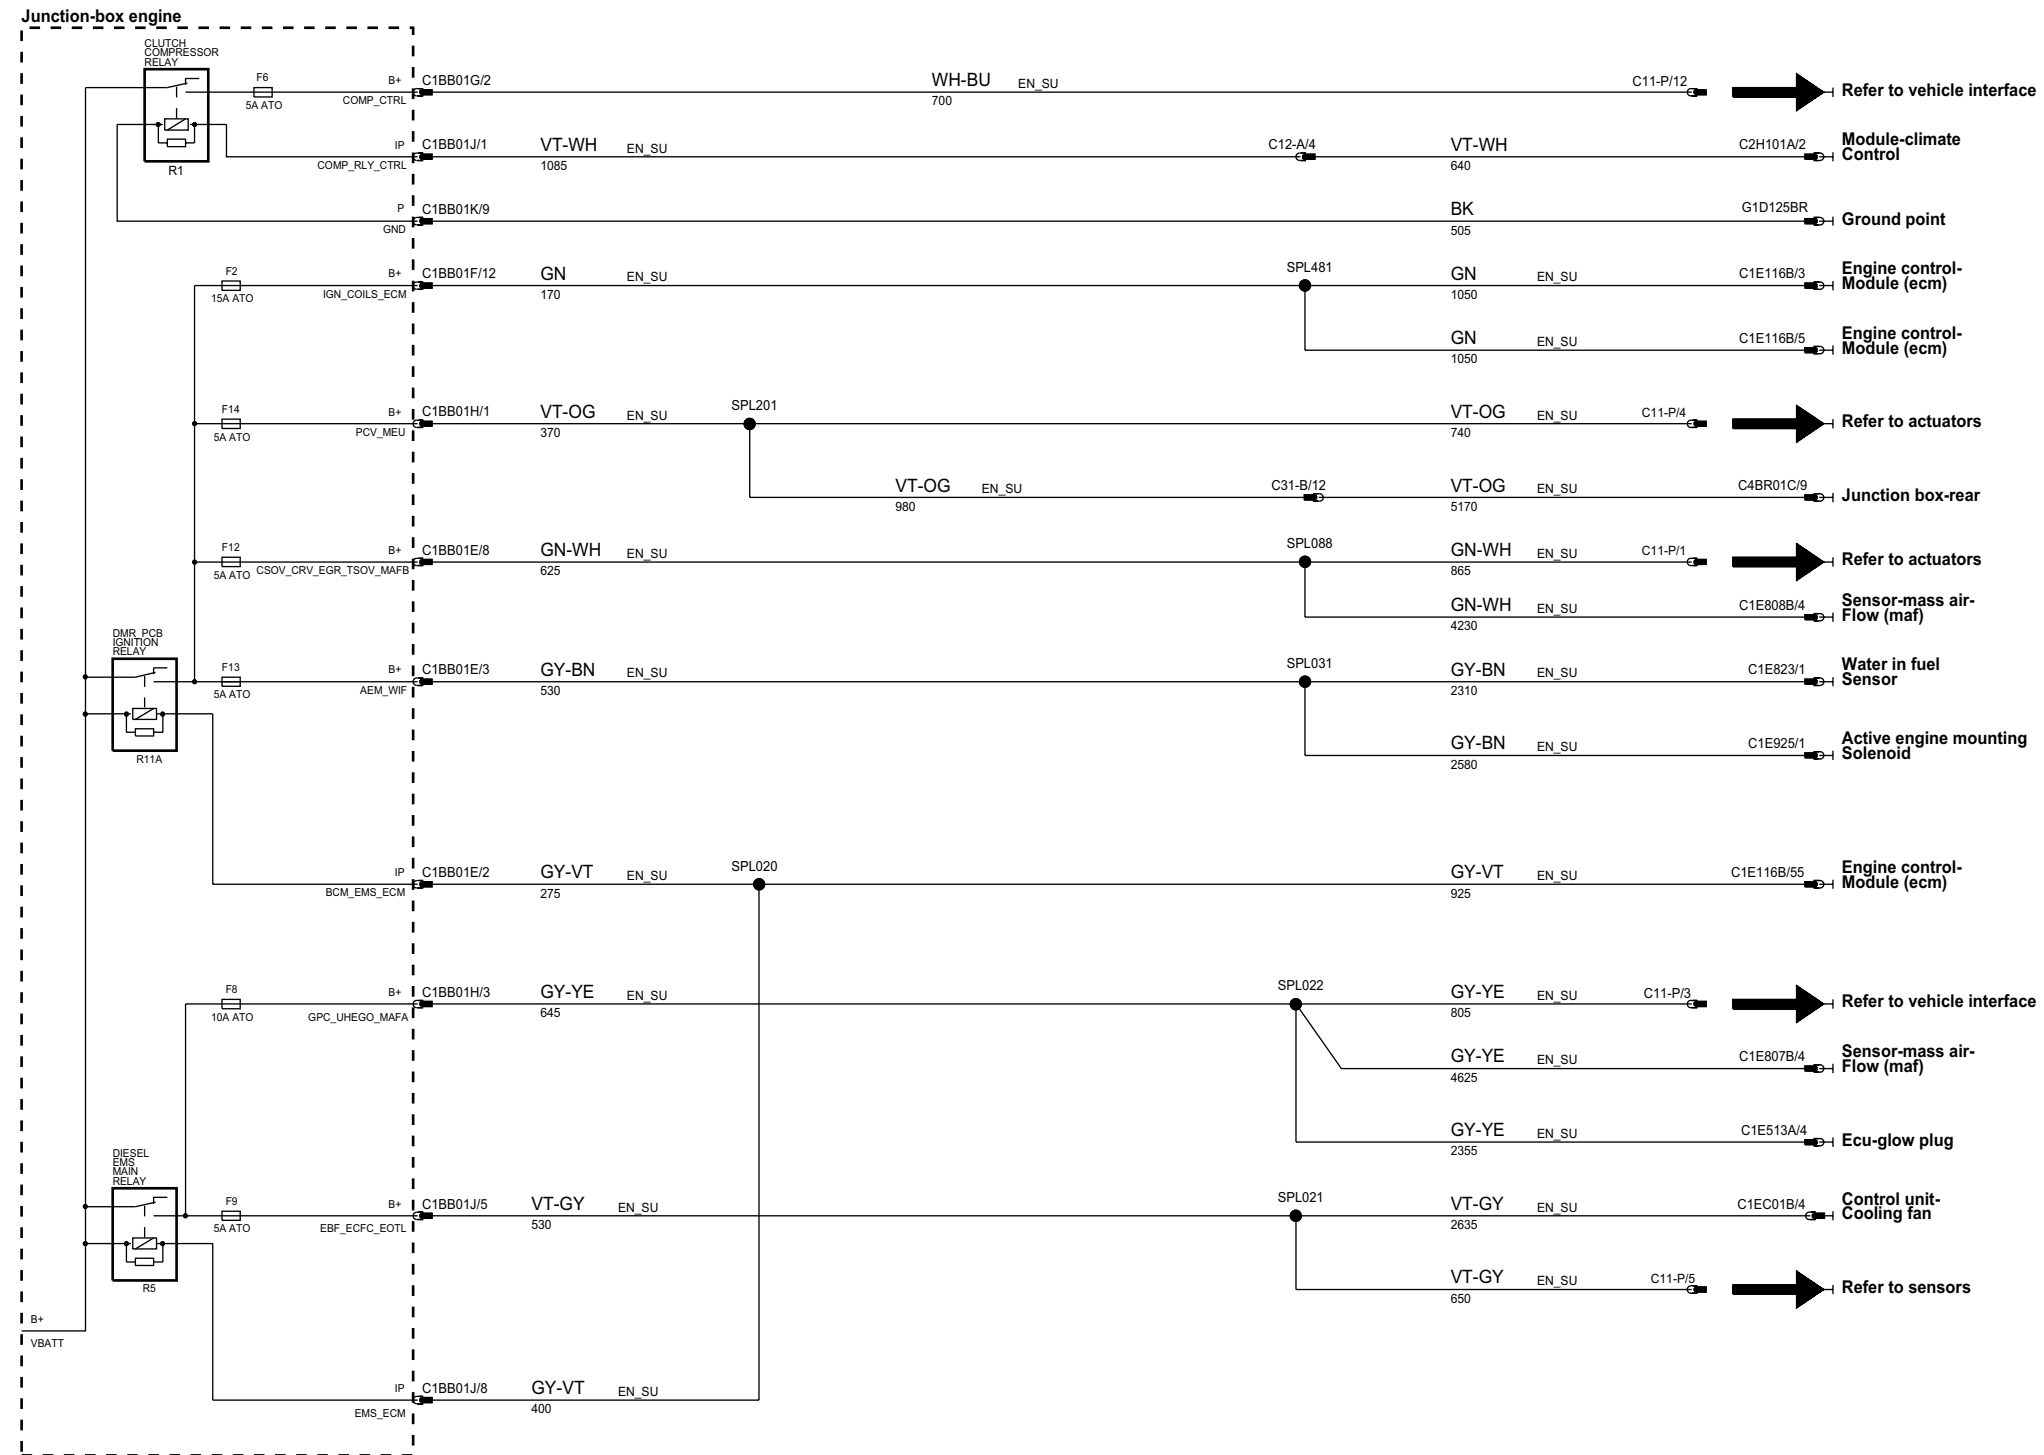 Junction-box engine
CLUTCH
COMPRESSOR
RELAY
F6
5A ATO
B+
COMP_CTRL
C1BB01G/2
WH-BU
700
EN_SU
C11-P/12
Refer to vehicle interface
R1
IP
COMP_RLY_CTRL
C1BB01J/1
VT-WH
1085
EN_SU
C12-A/4
VT-WH
640
C2H101A/2
Module-climate
Control
P
GND
C1BB01K/9
BK
505
G1D125BR
Ground point
F2
15A ATO
B+
IGN_COILS_ECM
C1BB01F/12
GN
170
EN_SU
SPL481
GN
1050
EN_SU
C1E116B/3
Engine control-
Module (ecm)
GN
1050
EN_SU
C1E116B/5
Engine control-
Module (ecm)
F14
5A ATO
B+
PCV_MEU
C1BB01H/1
VT-OG
370
EN_SU
SPL201
VT-OG
740
EN_SU
C11-P/4
Refer to actuators
VT-OG
980
EN_SU
C31-B/12
VT-OG
5170
EN_SU
C4BR01C/9
Junction box-rear
F12
5A ATO
B+
CSOV_CRV_EGR_TSOV_MAFB
C1BB01E/8
GN-WH
625
EN_SU
SPL088
GN-WH
865
EN_SU
C11-P/1
Refer to actuators
GN-WH
4230
EN_SU
C1E808B/4
Sensor-mass air-
Flow (maf)
DMR_PCB
IGNITION
RELAY
R11A
F13
5A ATO
B+
AEM_WIF
C1BB01E/3
GY-BN
530
EN_SU
SPL031
GY-BN
2310
EN_SU
C1E823/1
Water in fuel
Sensor
GY-BN
2580
EN_SU
C1E925/1
Active engine mounting
Solenoid
IP
BCM_EMS_ECM
C1BB01E/2
GY-VT
275
EN_SU
SPL020
GY-VT
925
EN_SU
C1E116B/55
Engine control-
Module (ecm)
F8
10A ATO
B+
GPC_UHEGO_MAFA
C1BB01H/3
GY-YE
645
EN_SU
SPL022
GY-YE
805
EN_SU
C11-P/3
Refer to vehicle interface
GY-YE
4625
EN_SU
C1E807B/4
Sensor-mass air-
Flow (maf)
GY-YE
2355
EN_SU
C1E513A/4
Ecu-glow plug
DIESEL
EMS
MAIN
RELAY
R5
F9
5A ATO
B+
EBF_ECFC_EOTL
C1BB01J/5
VT-GY
530
EN_SU
SPL021
VT-GY
2635
EN_SU
C1EC01B/4
Control unit-
Cooling fan
VT-GY
650
EN_SU
C11-P/5
Refer to sensors
B+
VBATT
IP
EMS_ECM
C1BB01J/8
GY-VT
400
EN_SU